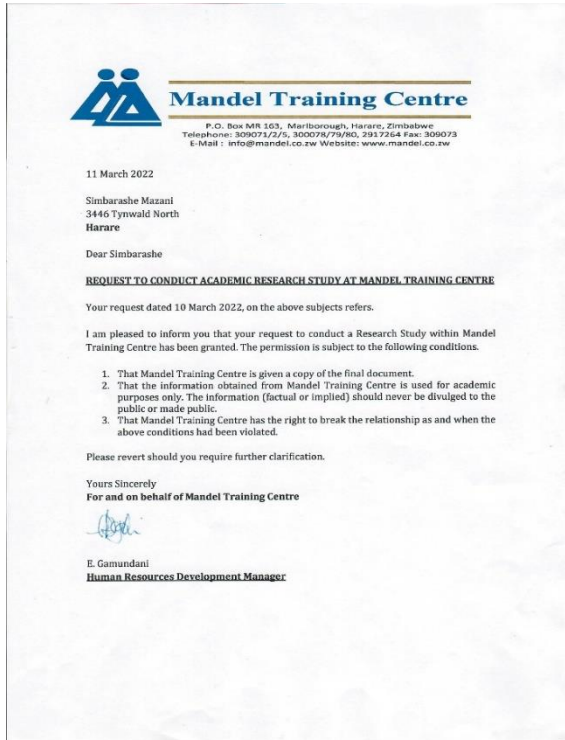 Mandel Training Centre
P.O. Box MR 163, Marlborough, Harare, Zimbabwe
Telephone: 309071/2/5, 300078/79/80, 2917264 Fax: 309073
E-Mail : info@mandel.co.zw Website: www.mandel.co.zw
11 March 2022
Simbarashe Mazani
3446 Tynwald North
Harare
Dear Simbarashe
REQUEST TO CONDUCT ACADEMIC RESEARCH STUDY AT MANDEL TRAINING CENTRE
Your request dated 10 March 2022, on the above subjects refers.
I am pleased to inform you that your request to conduct a Research Study within Mandel
Training Centre has been granted. The permission is subject to the following conditions.
1. That Mandel Training Centre is given a copy of the final document.
2. That the information obtained from Mandel Training Centre is used for academic
purposes only. The information (factual or implied) should never be divulged to the
public or made public.
3. That Mandel Training Centre has the right to break the relationship as and when the
above conditions had been violated.
Please revert should you require further clarification.
Yours Sincerely
For and on behalf of Mandel Training Centre
E. Gamundani
Human Resources Development Manager